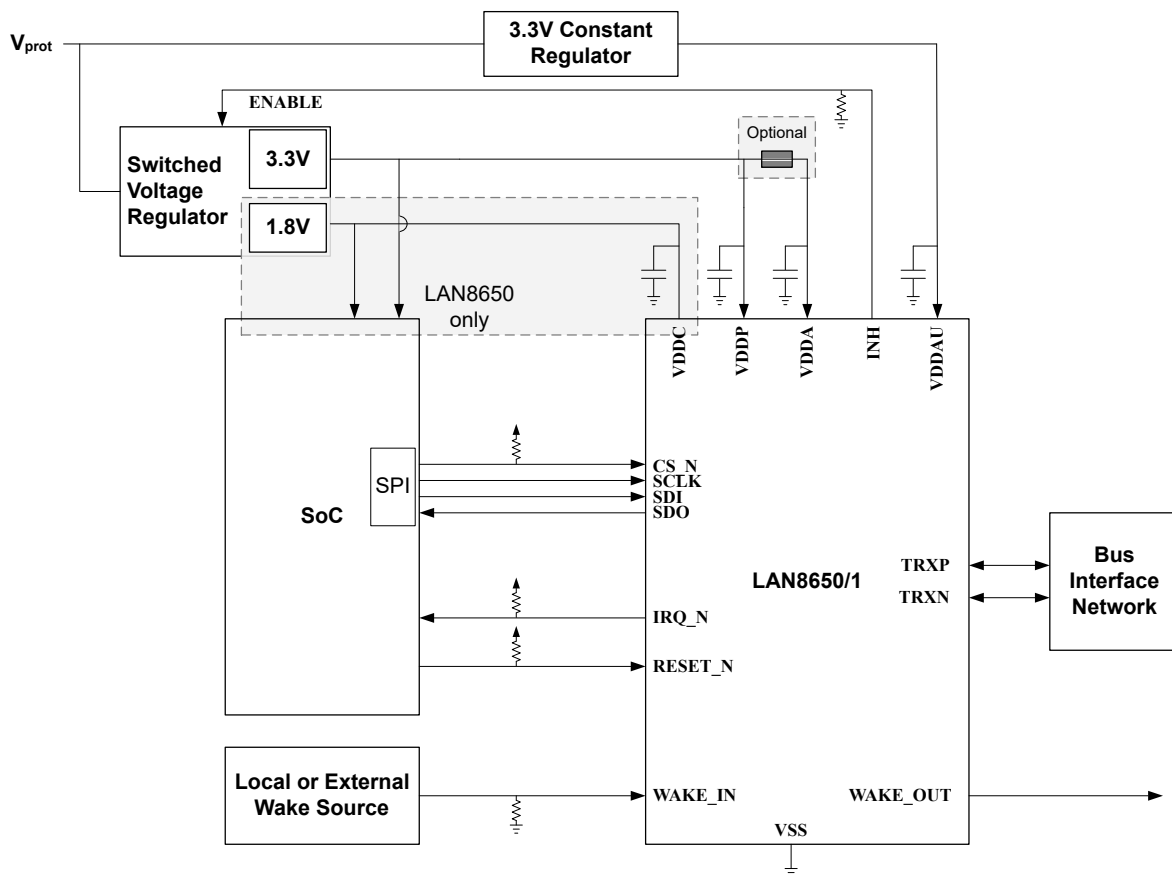 V_prot
3.3V Constant
Regulator
ENABLE
Optional
Switched
Voltage
Regulator
3.3V
1.8V
LAN8650
only
VDDC
VDDP
VDDA
INH
VDDAU
SPI
SoC
CS_N
SCLK
SDI
SDO
IRQ_N
RESET_N
LAN8650/1
TRXP
TRXN
Bus
Interface
Network
Local or External
Wake Source
WAKE_IN
WAKE_OUT
VSS